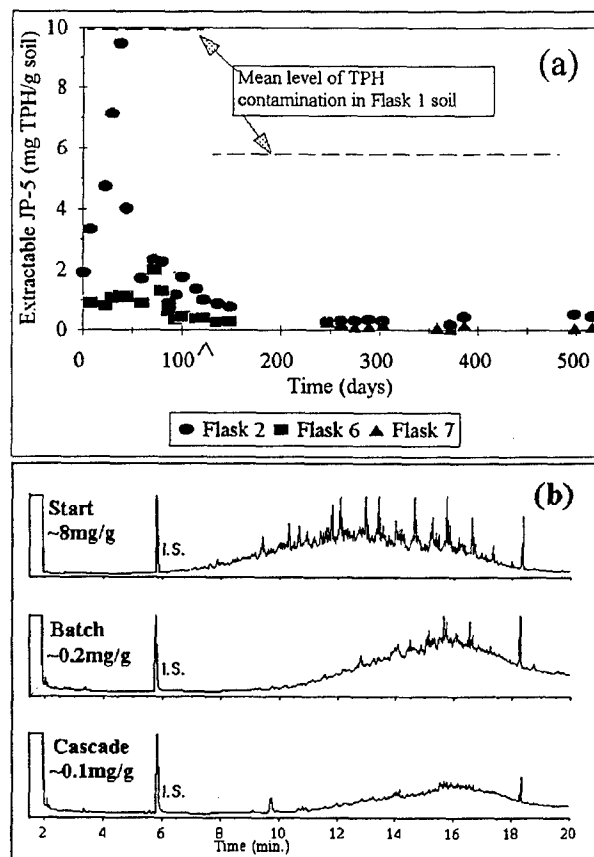 (a)
Mean level of TPH
contamination in Flask 1 soil
Extractable JP-5 (mg TPH/g soil)
10
8
6
4
2
0
0 100 200 300 400 500
Time (days)
Flask 2 Flask 6 Flask 7
(b)
Start
~8mg/g
I.S.
Batch
~0.2mg/g
I.S.
Cascade
~0.1mg/g
I.S.
2 4 6 8 10 12 14 16 18 20
Time (min.)